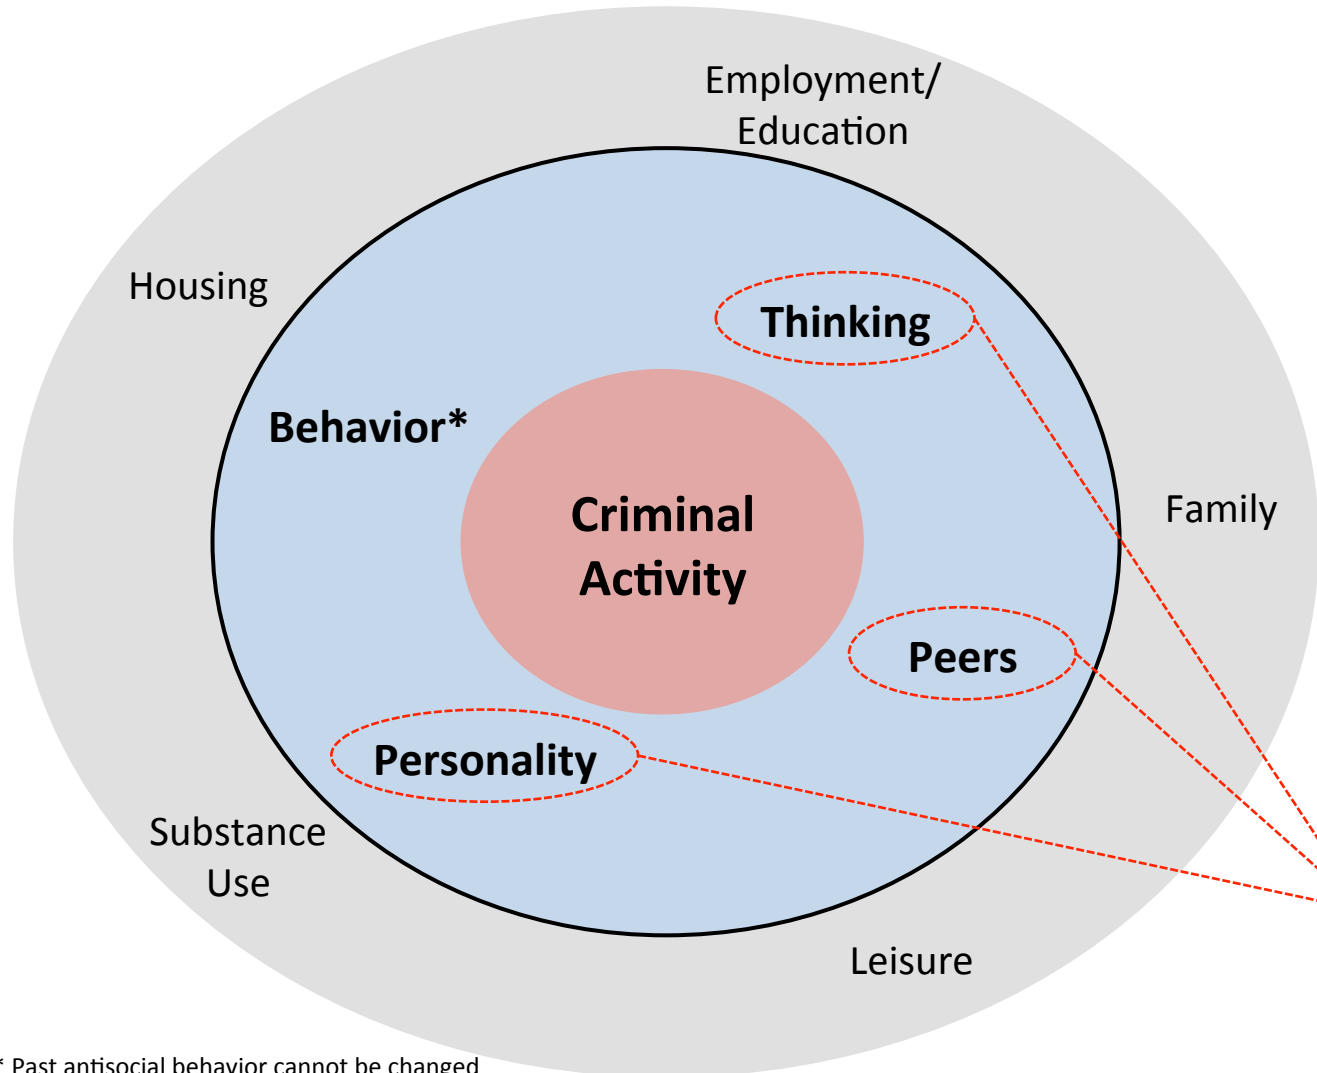 Employment/
Education
Housing
Thinking
Behavior*
Criminal
Activity
Family
Peers
Personality
Substance
Use
Leisure
* Past antisocial behavior cannot be changed